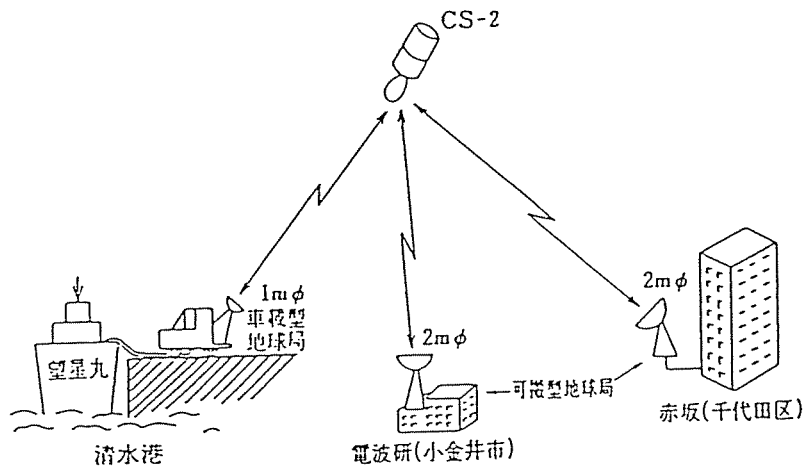 CS-2
1mφ
車載型
地球局
望星丸
2mφ
2mφ
可搬型地球局
清水港
電波研(小金井市)
赤坂(千代田区)